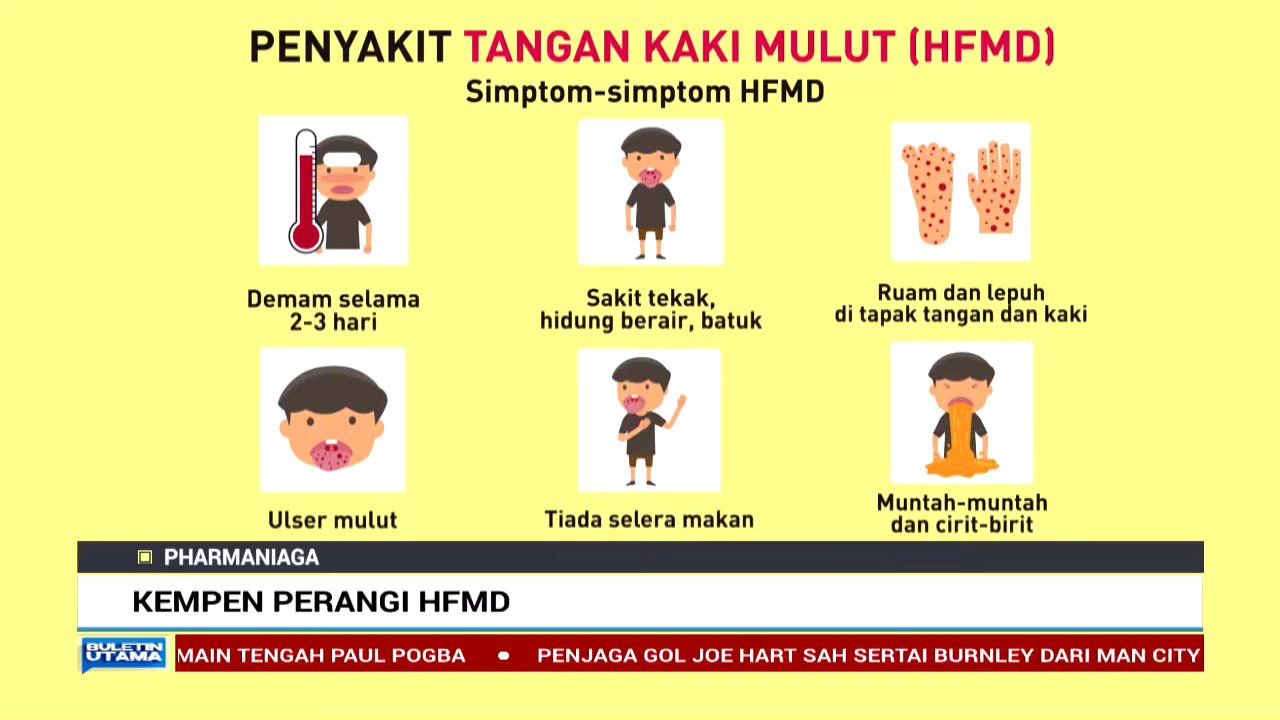 PENYAKIT TANGAN KAKI MULUT (HFMD)
Simptom-simptom HFMD
Demam selama
2-3 hari
Sakit tekak,
hidung berair, batuk
Ruam dan lepuh
di tapak tangan dan kaki
Ulser mulut
Tiada selera makan
Muntah-muntah
dan cirit-birit
PHARMANIAGA
KEMPEN PERANGI HFMD
BULETIN
UTAMA
MAIN TENGAH PAUL POGBA ● PENJAGA GOL JOE HART SAH SERTAI BURNLEY DARI MAN CITY